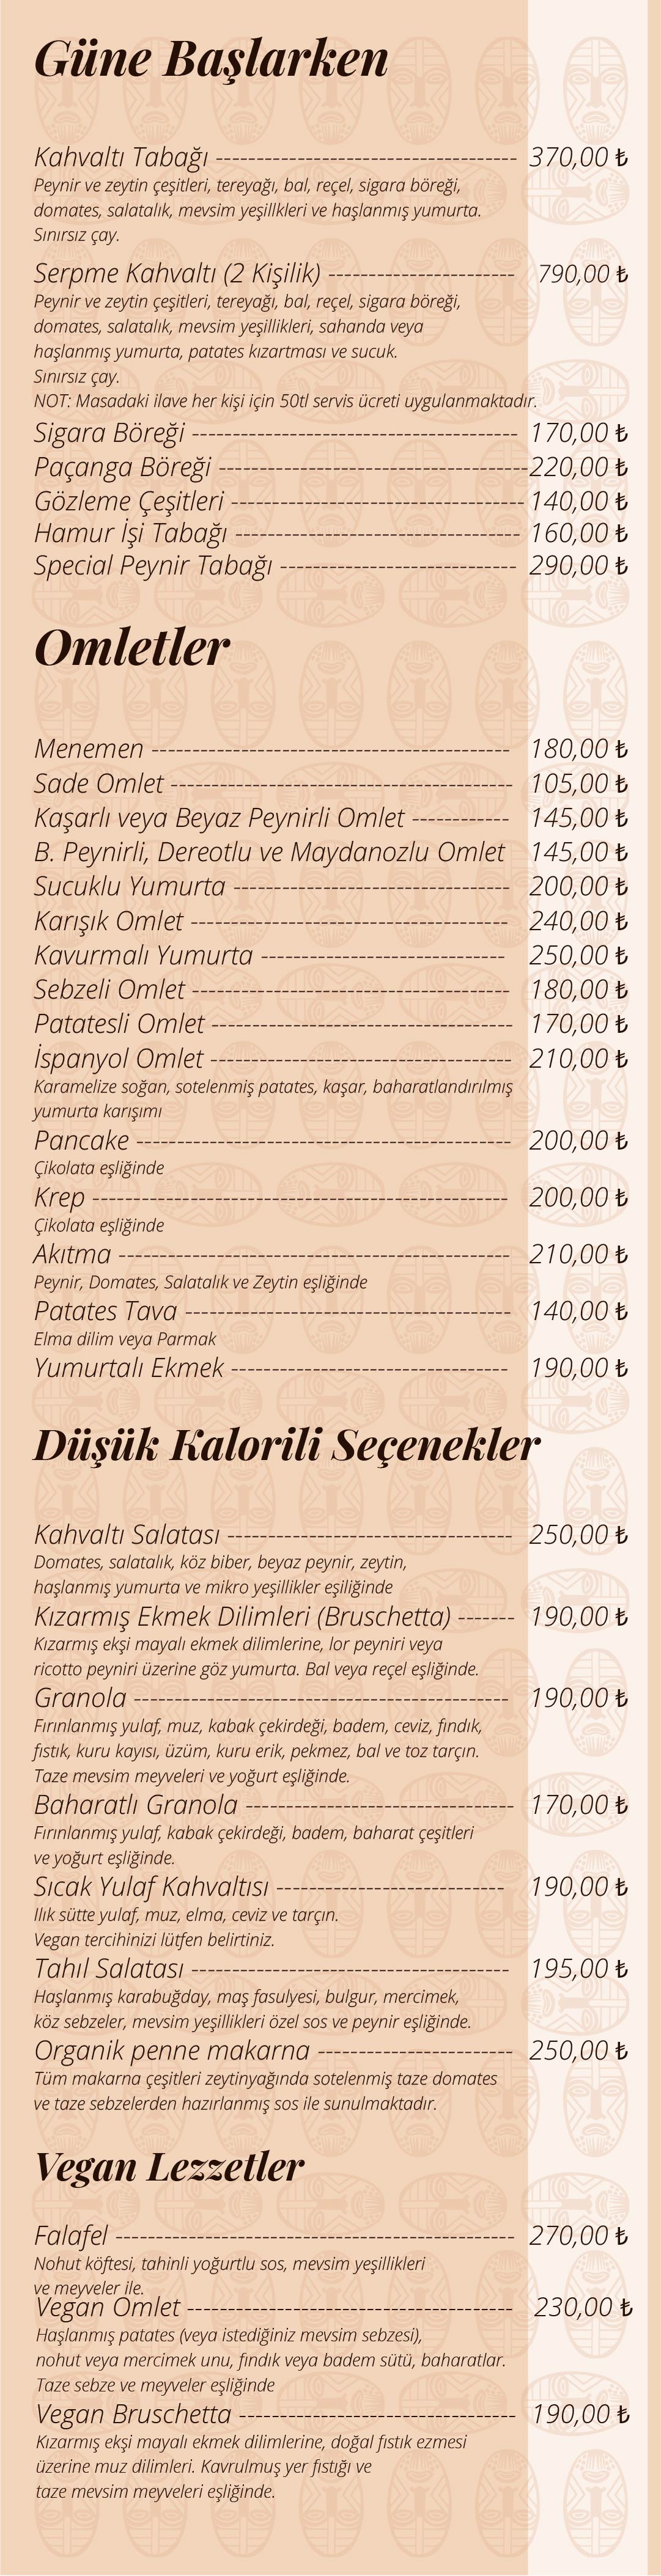 Güne Başlarken
Kahvaltı Tabağı ------------------------------------- 370,00 ₺
Peynir ve zeytin çeşitleri, tereyağı, bal, reçel, sigara böreği,
domates, salatalık, mevsim yeşillkleri ve haşlanmış yumurta.
Sınırsız çay.
Serpme Kahvaltı (2 Kişilik) ----------------------- 790,00 ₺
Peynir ve zeytin çeşitleri, tereyağı, bal, reçel, sigara böreği,
domates, salatalık, mevsim yeşillikleri, sahanda veya
haşlanmış yumurta, patates kızartması ve sucuk.
Sınırsız çay.
NOT: Masadaki ilave her kişi için 50tl servis ücreti uygulanmaktadır.
Sigara Böreği ---------------------------------------- 170,00 ₺
Paçanga Böreği --------------------------------------220,00 ₺
Gözleme Çeşitleri ------------------------------------ 140,00 ₺
Hamur İşi Tabağı ----------------------------------- 160,00 ₺
Special Peynir Tabağı ----------------------------- 290,00 ₺
Omletler
Menemen -------------------------------------------- 180,00 ₺
Sade Omlet ------------------------------------------ 105,00 ₺
Kaşarlı veya Beyaz Peynirli Omlet ------------ 145,00 ₺
B. Peynirli, Dereotlu ve Maydanozlu Omlet 145,00 ₺
Sucuklu Yumurta ---------------------------------- 200,00 ₺
Karışık Omlet --------------------------------------- 240,00 ₺
Kavurmalı Yumurta ------------------------------ 250,00 ₺
Sebzeli Omlet --------------------------------------- 180,00 ₺
Patatesli Omlet ------------------------------------- 170,00 ₺
İspanyol Omlet ------------------------------------- 210,00 ₺
Karamelize soğan, sotelenmiş patates, kaşar, baharatlandırılmış
yumurta karışımı
Pancake ---------------------------------------------- 200,00 ₺
Çikolata eşliğinde
Krep --------------------------------------------------- 200,00 ₺
Çikolata eşliğinde
Akıtma ------------------------------------------------ 210,00 ₺
Peynir, Domates, Salatalık ve Zeytin eşliğinde
Patates Tava ---------------------------------------- 140,00 ₺
Elma dilim veya Parmak
Yumurtalı Ekmek ---------------------------------- 190,00 ₺
Düşük Kalorili Seçenekler
Kahvaltı Salatası ----------------------------------- 250,00 ₺
Domates, salatalık, köz biber, beyaz peynir, zeytin,
haşlanmış yumurta ve mikro yeşillikler eşiliğinde
Kızarmış Ekmek Dilimleri (Bruschetta) ------- 190,00 ₺
Kızarmış ekşi mayalı ekmek dilimlerine, lor peyniri veya
ricotto peyniri üzerine göz yumurta. Bal veya reçel eşliğinde.
Granola ---------------------------------------------- 190,00 ₺
Fırınlanmış yulaf, muz, kabak çekirdeği, badem, ceviz, fındık,
fıstık, kuru kayısı, üzüm, kuru erik, pekmez, bal ve toz tarçın.
Taze mevsim meyveleri ve yoğurt eşliğinde.
Baharatlı Granola --------------------------------- 170,00 ₺
Fırınlanmış yulaf, kabak çekirdeği, badem, baharat çeşitleri
ve yoğurt eşliğinde.
Sıcak Yulaf Kahvaltısı ---------------------------- 190,00 ₺
Ilık sütte yulaf, muz, elma, ceviz ve tarçın.
Vegan tercihinizi lütfen belirtiniz.
Tahıl Salatası --------------------------------------- 195,00 ₺
Haşlanmış karabuğday, maş fasulyesi, bulgur, mercimek,
köz sebzeler, mevsim yeşillikleri özel sos ve peynir eşliğinde.
Organik penne makarna ------------------------ 250,00 ₺
Tüm makarna çeşitleri zeytinyağında sotelenmiş taze domates
ve taze sebzelerden hazırlanmış sos ile sunulmaktadır.
Vegan Lezzetler
Falafel ------------------------------------------------- 270,00 ₺
Nohut köftesi, tahinli yoğurtlu sos, mevsim yeşillikleri
ve meyveler ile.
Vegan Omlet ---------------------------------------- 230,00 ₺
Haşlanmış patates (veya istediğiniz mevsim sebzesi),
nohut veya mercimek unu, fındık veya badem sütü, baharatlar.
Taze sebze ve meyveler eşliğinde
Vegan Bruschetta ---------------------------------- 190,00 ₺
Kızarmış ekşi mayalı ekmek dilimlerine, doğal fıstık ezmesi
üzerine muz dilimleri. Kavrulmuş yer fıstığı ve
taze mevsim meyveleri eşliğinde.